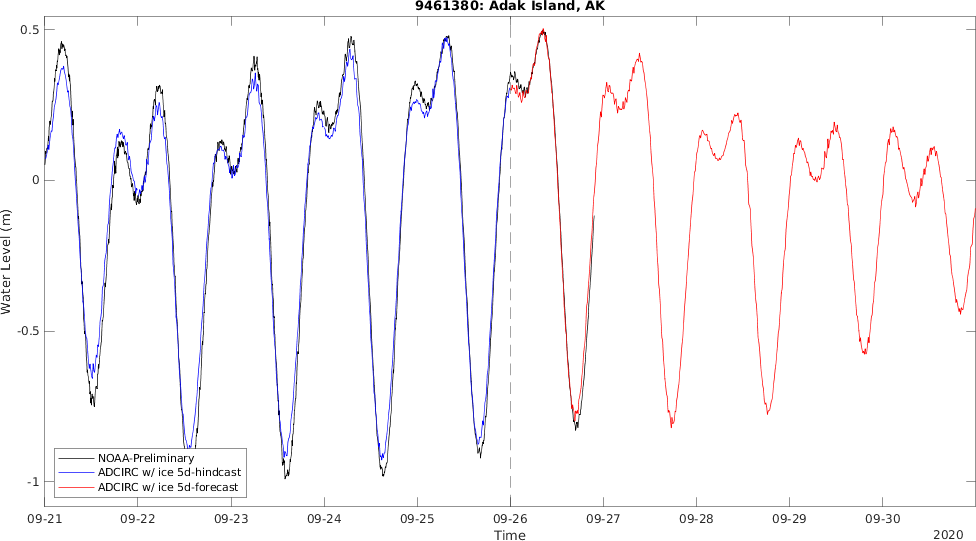 9461380: Adak Island, AK
0.5
0
-0.5
-1
Water Level (m)
NOAA-Preliminary
ADCIRC w/ ice 5d-hindcast
ADCIRC w/ ice 5d-forecast
09-21 09-22 09-23 09-24 09-25 09-26 09-27 09-28 09-29 09-30
Time
2020